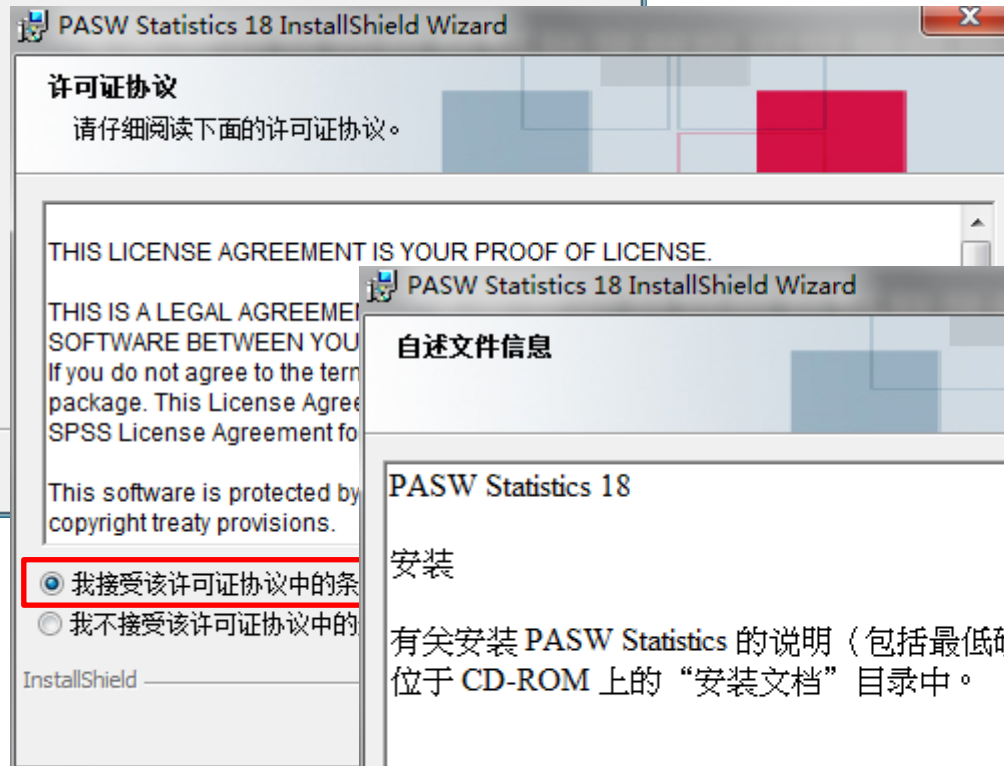 PASW Statistics 18 InstallShield Wizard
许可证协议
请仔细阅读下面的许可证协议。
THIS LICENSE AGREEMENT IS YOUR PROOF OF LICENSE.
THIS IS A LEGAL AGREEME
SOFTWARE BETWEEN YOU
If you do not agree to the
package. This License Agree
SPSS License Agreement fo
This software is protected by
copyright treaty provisions.
我接受该许可证协议中的条
我不接受该许可证协议中的
InstallShield
PASW Statistics 18 InstallShield Wizard
自述文件信息
PASW Statistics 18
安装
有关安装 PASW Statistics 的说明（包括最低
位于 CD-ROM 上的“安装文档”目录中。